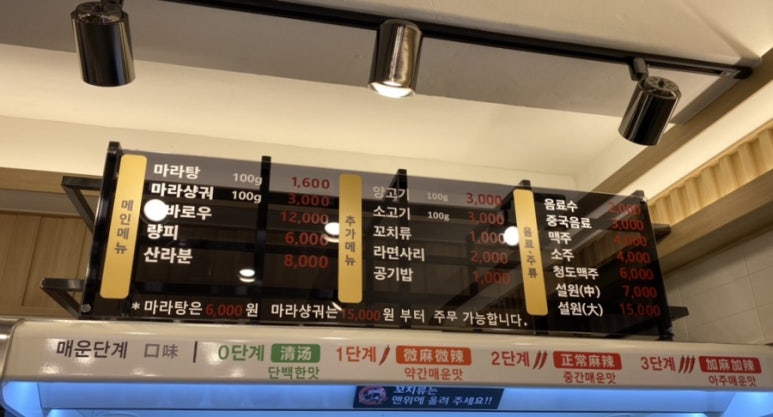 메인메뉴
마라탕 100g 1,600
마라샹궈 100g 3,000
바로우 12,000
량피 6,000
산라분 8,000
추가메뉴
양고기 100g 3,000
소고기 100g 3,000
꼬치류 1,000
라면사리 2,000
공기밥 1,000
음료·주류
음료수 2,000
중국음료 3,000
맥주
소주 4,000
칭도맥주 6,000
설원(中) 7,000
설원(大) 15,000
*마라탕은 6,000원 마라샹궈는 15,000원 부터 주무 가능합니다.
매운단계 口味 | 0단계 清汤 1단계 微麻微辣 2단계 正常麻辣 3단계 加麻加辣
단백한맛 약간매운맛 중간매운맛 아주매운맛
꼬치류는
맨위에 올려 주세요!!